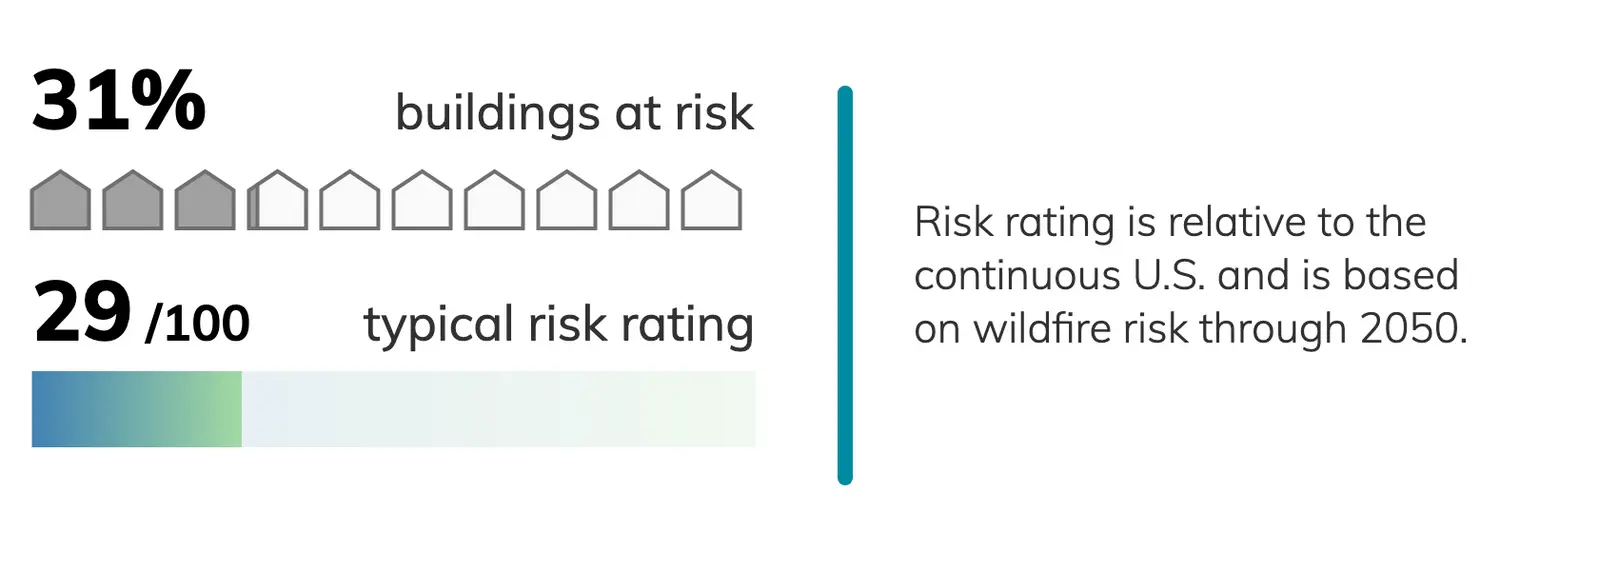 31% buildings at risk
29 /100 typical risk rating
Risk rating is relative to the
continuous U.S. and is based
on wildfire risk through 2050.